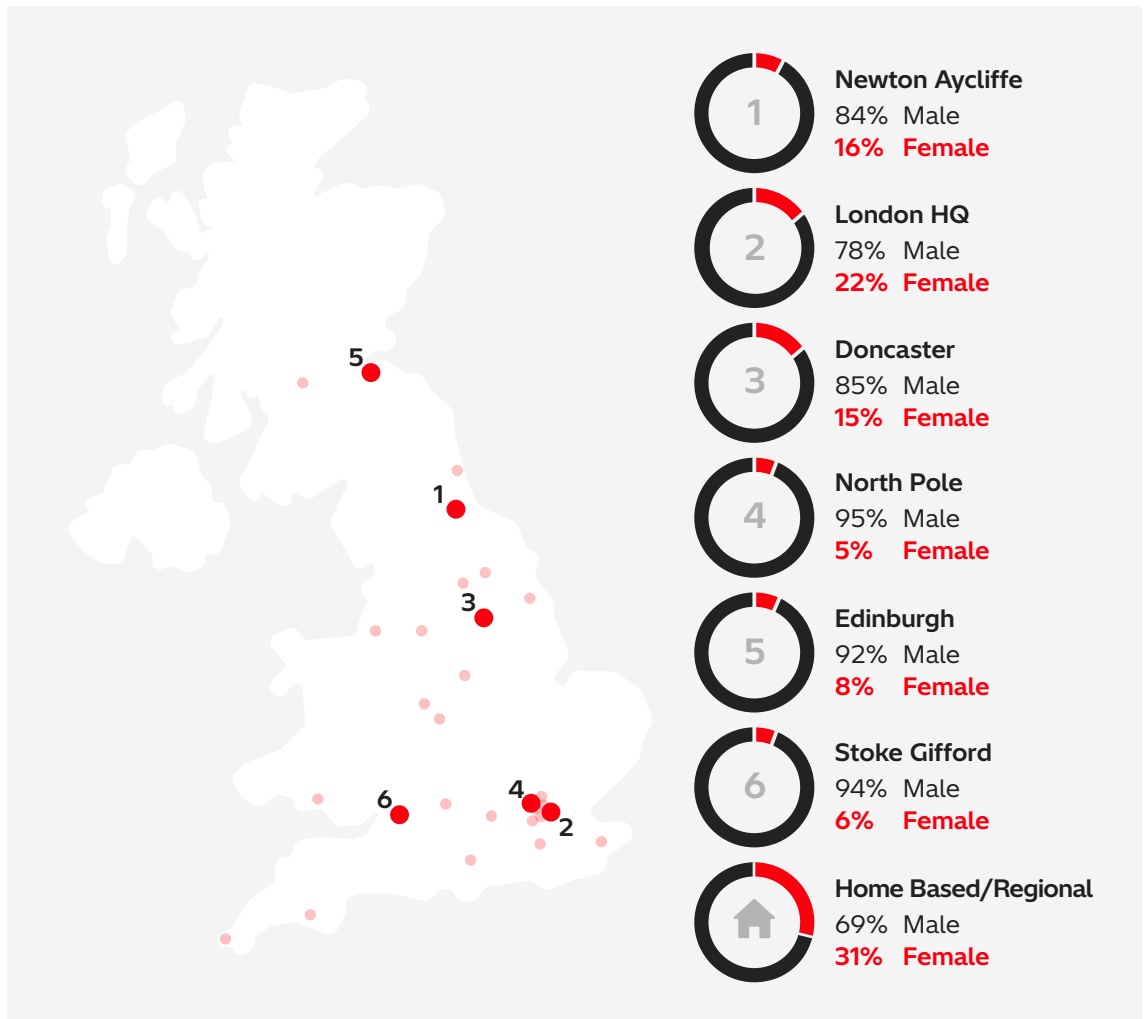 5
1
3
6
4
2
1
Newton Aycliffe
84% Male
16% Female
2
London HQ
78% Male
22% Female
3
Doncaster
85% Male
15% Female
4
North Pole
95% Male
5% Female
5
Edinburgh
92% Male
8% Female
6
Stoke Gifford
94% Male
6% Female
Home Based/Regional
69% Male
31% Female